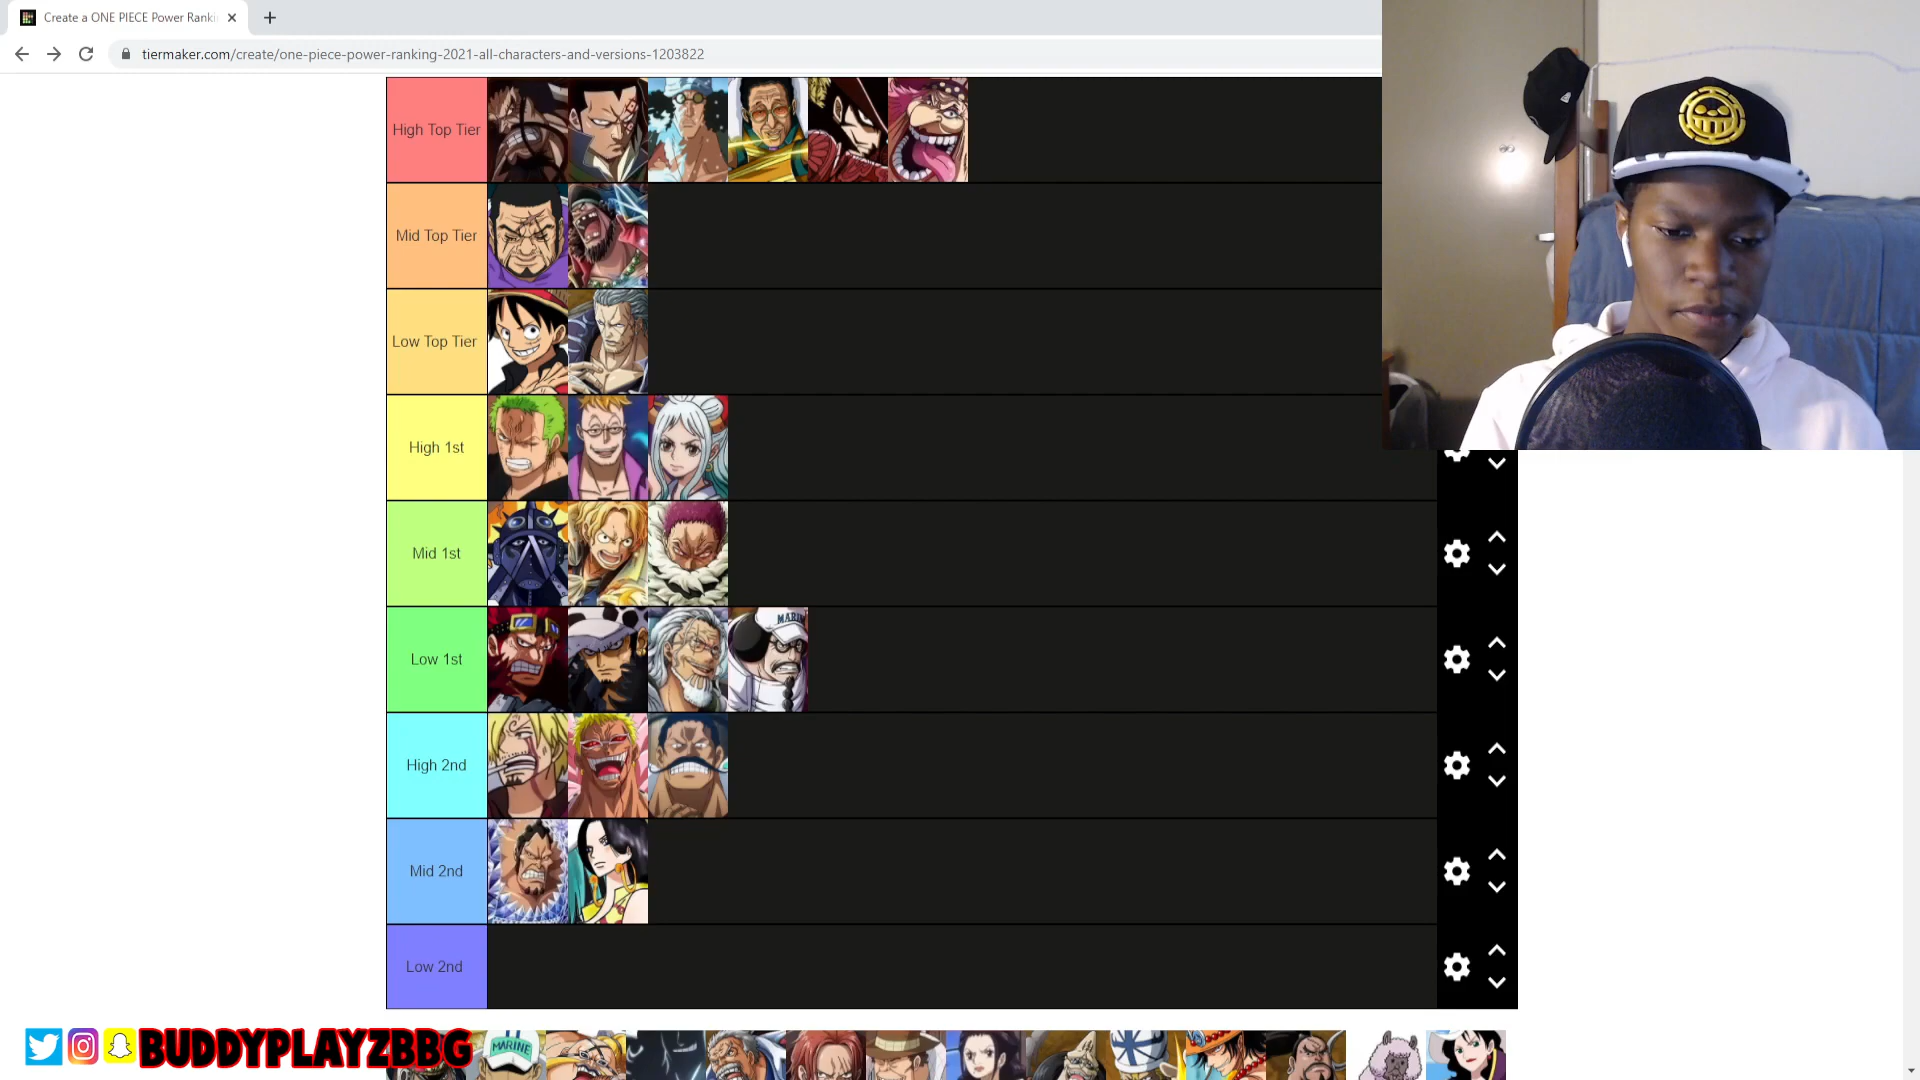 Create a ONE PIECE Power Ranki
tiermaker.com/create/one-piece-power-ranking-2021-all-characters-and-versions-1203822
High Top Tier
Mid Top Tier
Low Top Tier
High 1st
Mid 1st
Low 1st
MARI
High 2nd
Mid 2nd
Low 2nd
BUDDYPLAYZBBG
MARINE